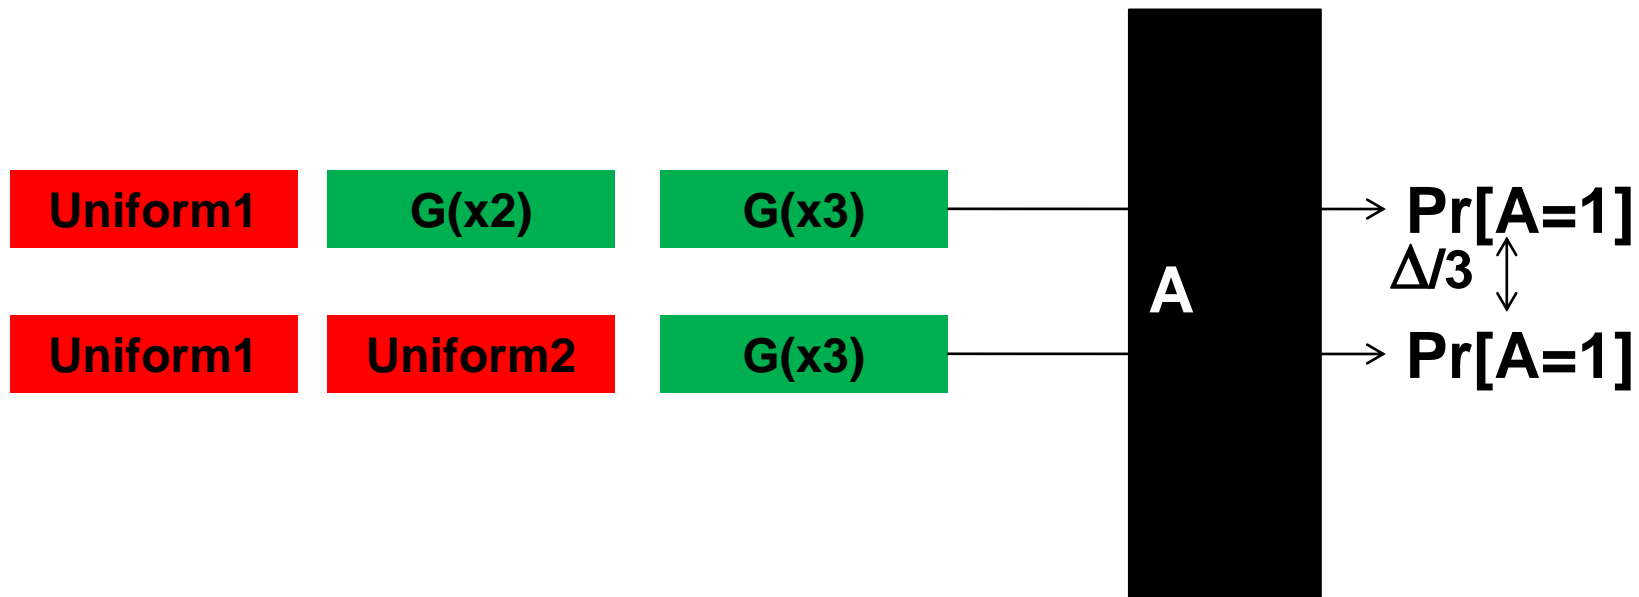 Uniform1 G(x2) G(x3) Pr[A=1]
Δ/3
A
Uniform1 Uniform2 G(x3) Pr[A=1]